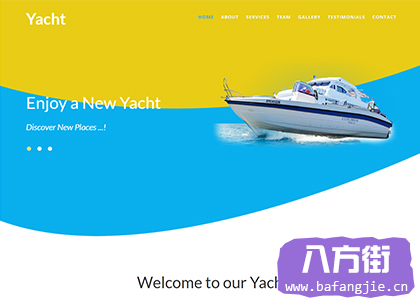 Yacht
HOME ABOUT SERVICES TEAM GALLERY TESTIMONIALS CONTACT
Enjoy a New Yacht
Discover New Places ...!
Welcome to our Yach
八方街
www.bafangjie.cn